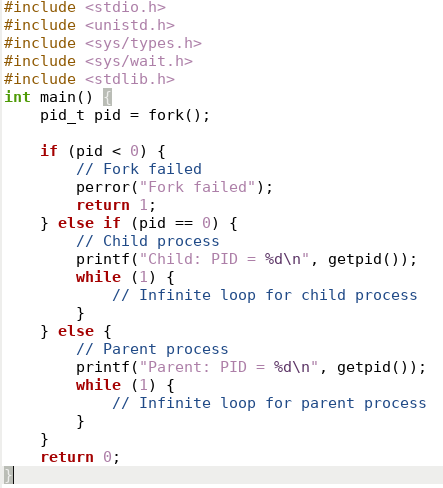 #include <stdio.h>
#include <unistd.h>
#include <sys/types.h>
#include <sys/wait.h>
#include <stdlib.h>
int main() {
    pid_t pid = fork();

    if (pid < 0) {
        // Fork failed
        perror("Fork failed");
        return 1;
    } else if (pid == 0) {
        // Child process
        printf("Child: PID = %d\n", getpid());
        while (1) {
            // Infinite loop for child process
        }
    } else {
        // Parent process
        printf("Parent: PID = %d\n", getpid());
        while (1) {
            // Infinite loop for parent process
        }
    }
    return 0;
}